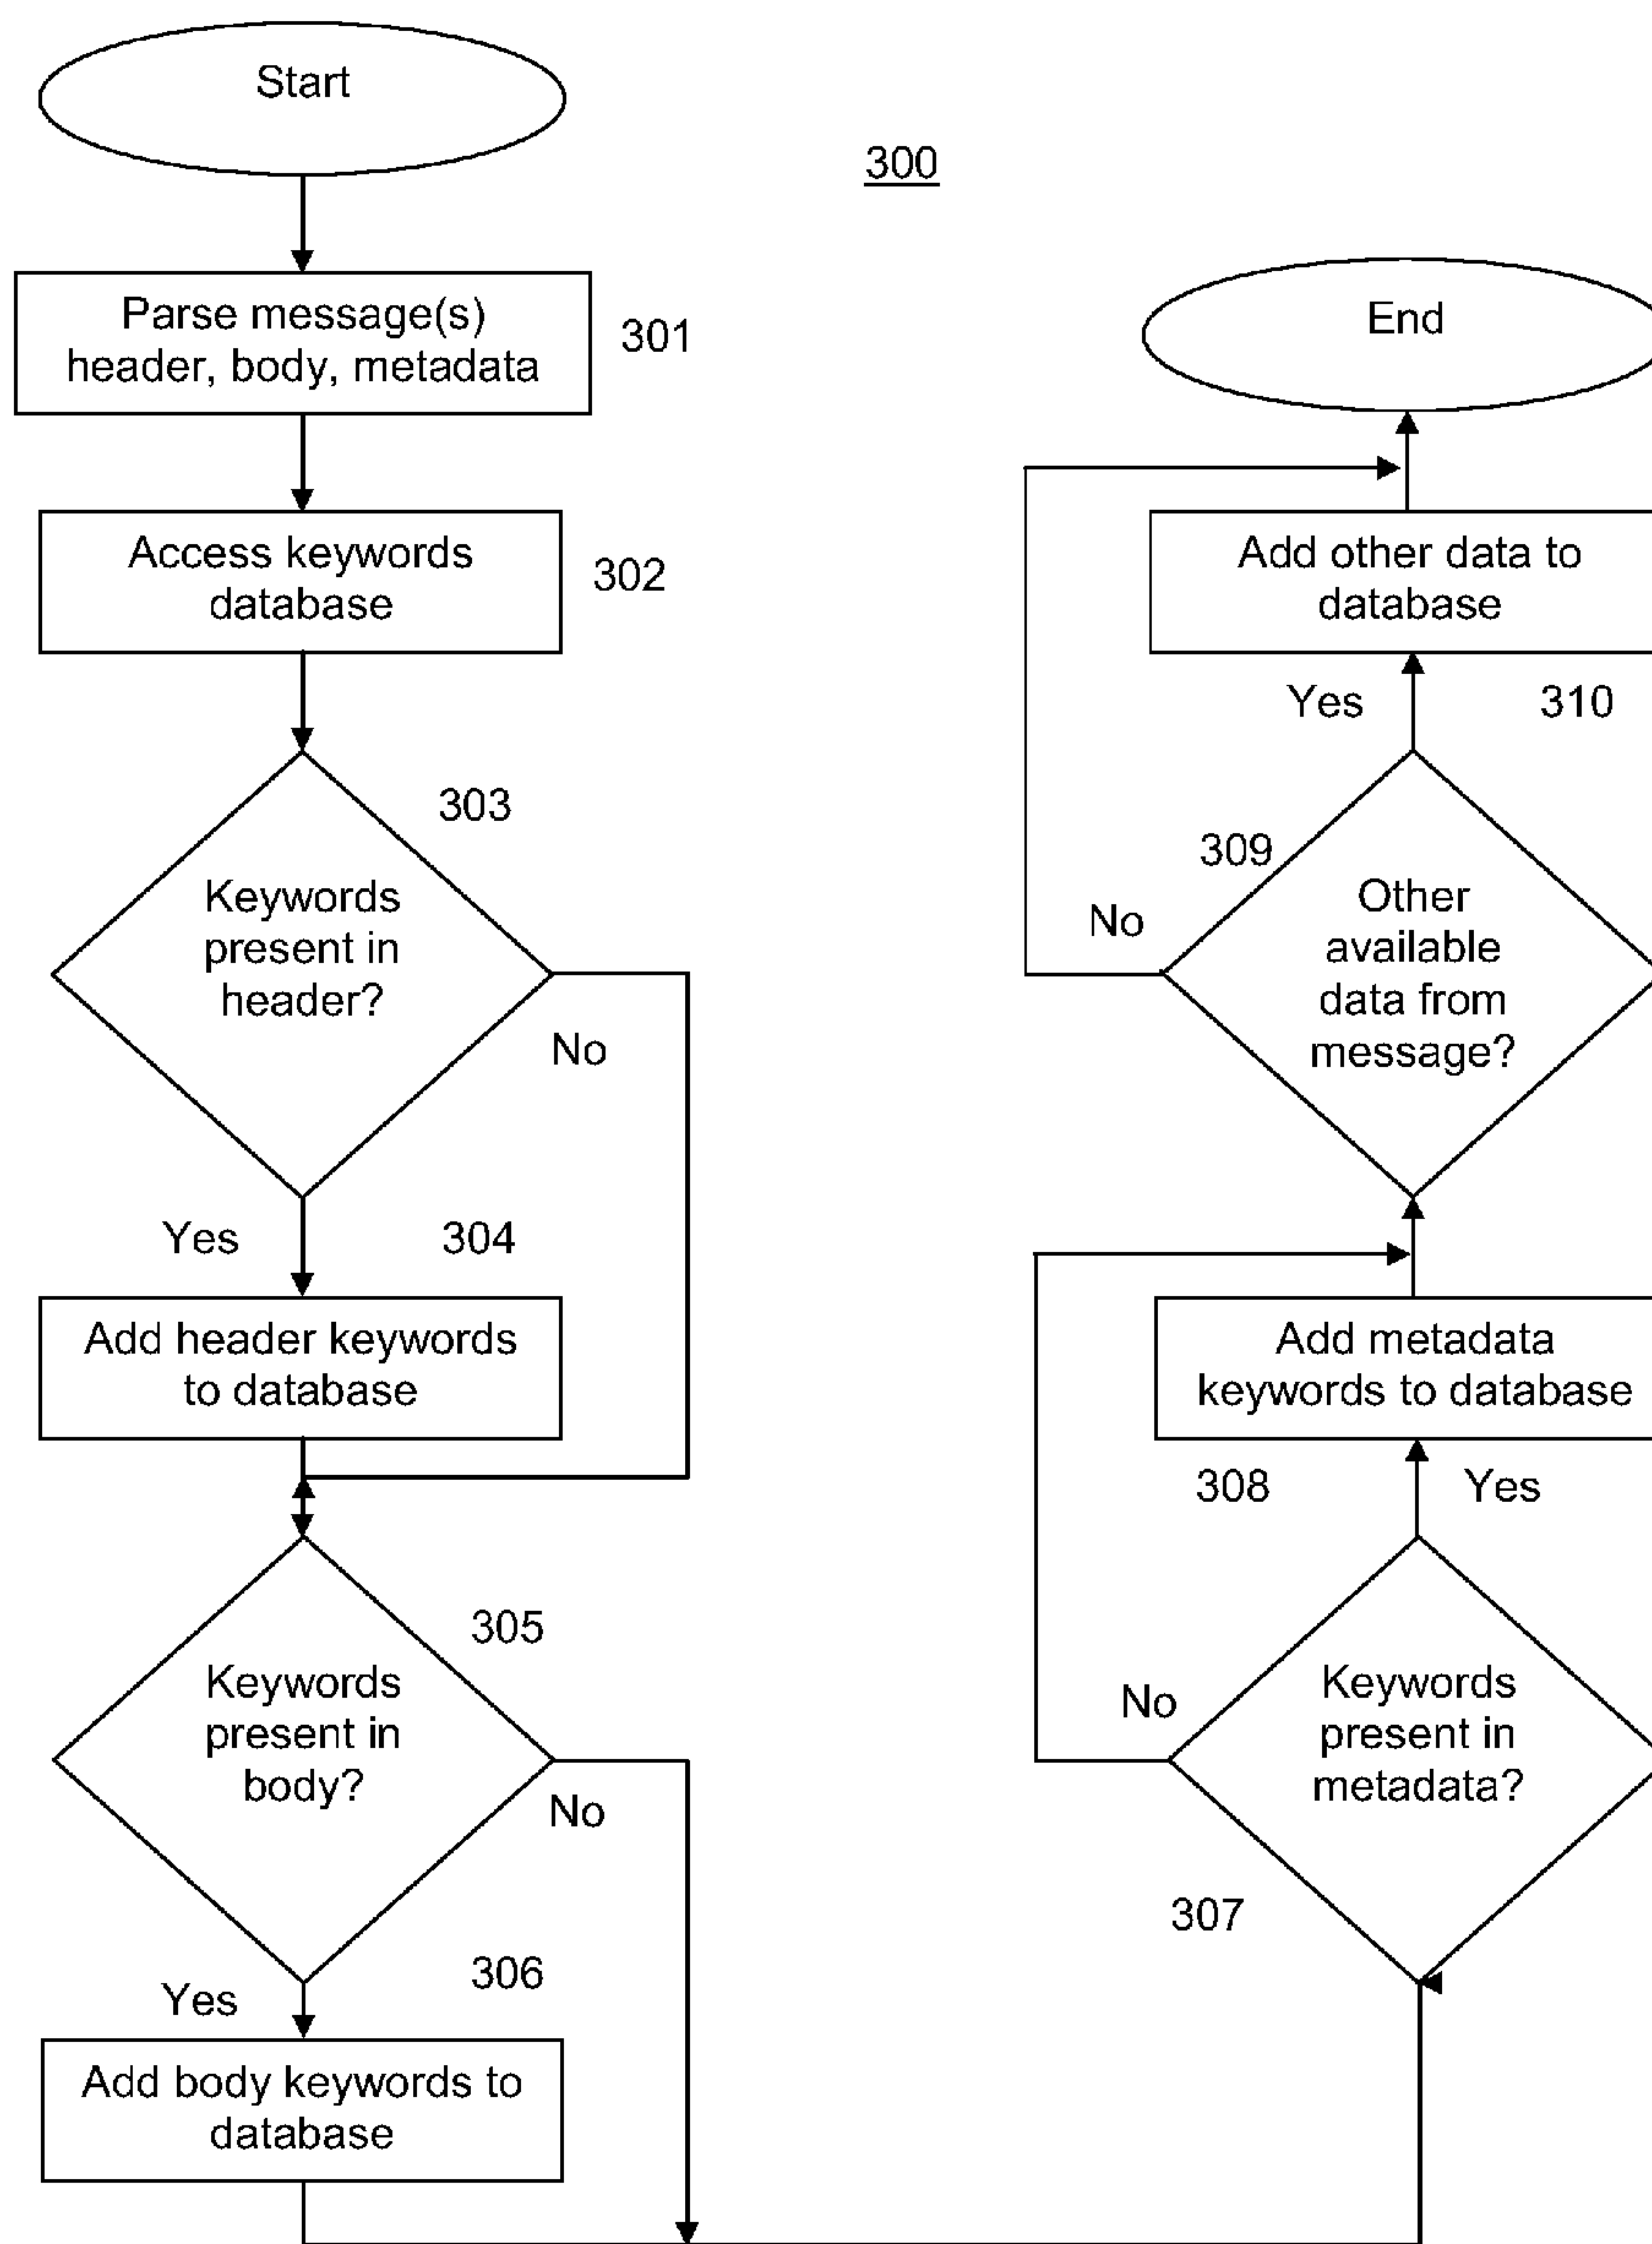 Start
300
Parse message(s)
header, body, metadata
301
Access keywords
database
302
303
Keywords
present in
header?
No
Yes
304
Add header keywords
to database
305
Keywords
present in
body?
No
306
Yes
Add body keywords to
database
307
Keywords
present in
metadata?
No
308
Yes
Add metadata
keywords to database
309
Other
available
data from
message?
No
Yes
310
Add other data to
database
End